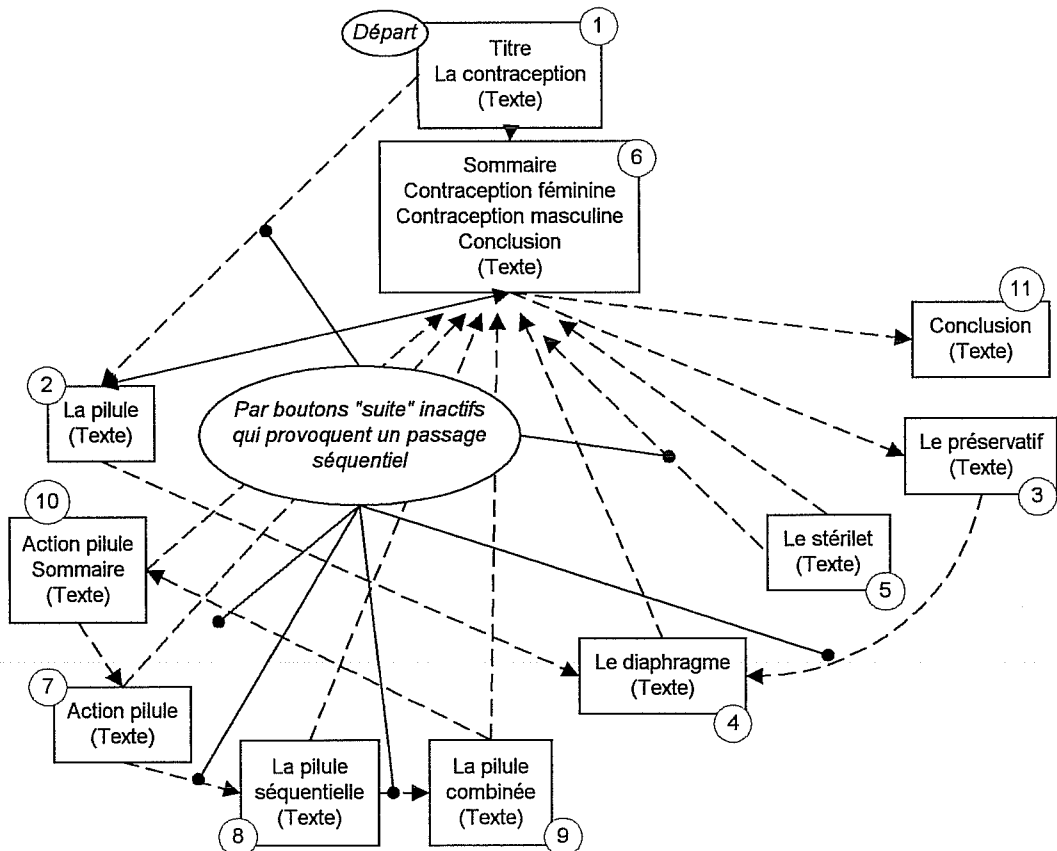 Départ
1
Titre
La contraception
(Texte)
6
Sommaire
Contraception féminine
Contraception masculine
Conclusion
(Texte)
11
Conclusion
(Texte)
2
La pilule
(Texte)
Par boutons "suite" inactifs
qui provoquent un passage
séquentiel
Le préservatif
(Texte)
3
10
Action pilule
Sommaire
(Texte)
Le stérilet
(Texte)
5
Le diaphragme
(Texte)
4
7
Action pilule
(Texte)
La pilule
séquentielle
(Texte)
8
La pilule
combinée
(Texte)
9